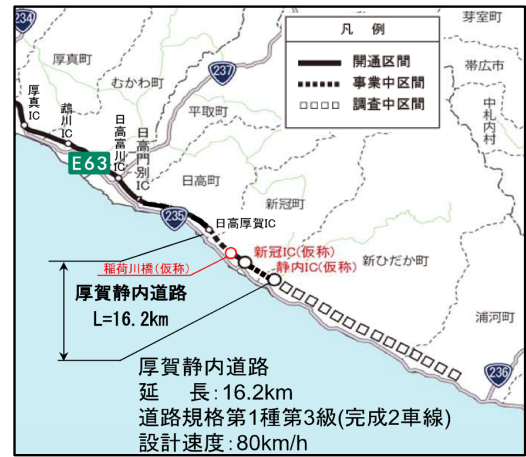 234
芽室町
凡 例
開通区間
事業中区間
調査中区間
厚真町
237
帯広市
むかわ町
平取町
中札内村
厚真IC
鵡川IC
日高富川IC
日高門別IC
E63
日高町
新冠町
235
日高厚賀IC
新冠IC(仮称)
稲荷川橋(仮称)
静内IC(仮称)
新ひだか町
厚賀静内道路
L=16.2km
浦河町
236
厚賀静内道路
延 長:16.2km
道路規格第1種第3級(完成2車線)
設計速度:80km/h